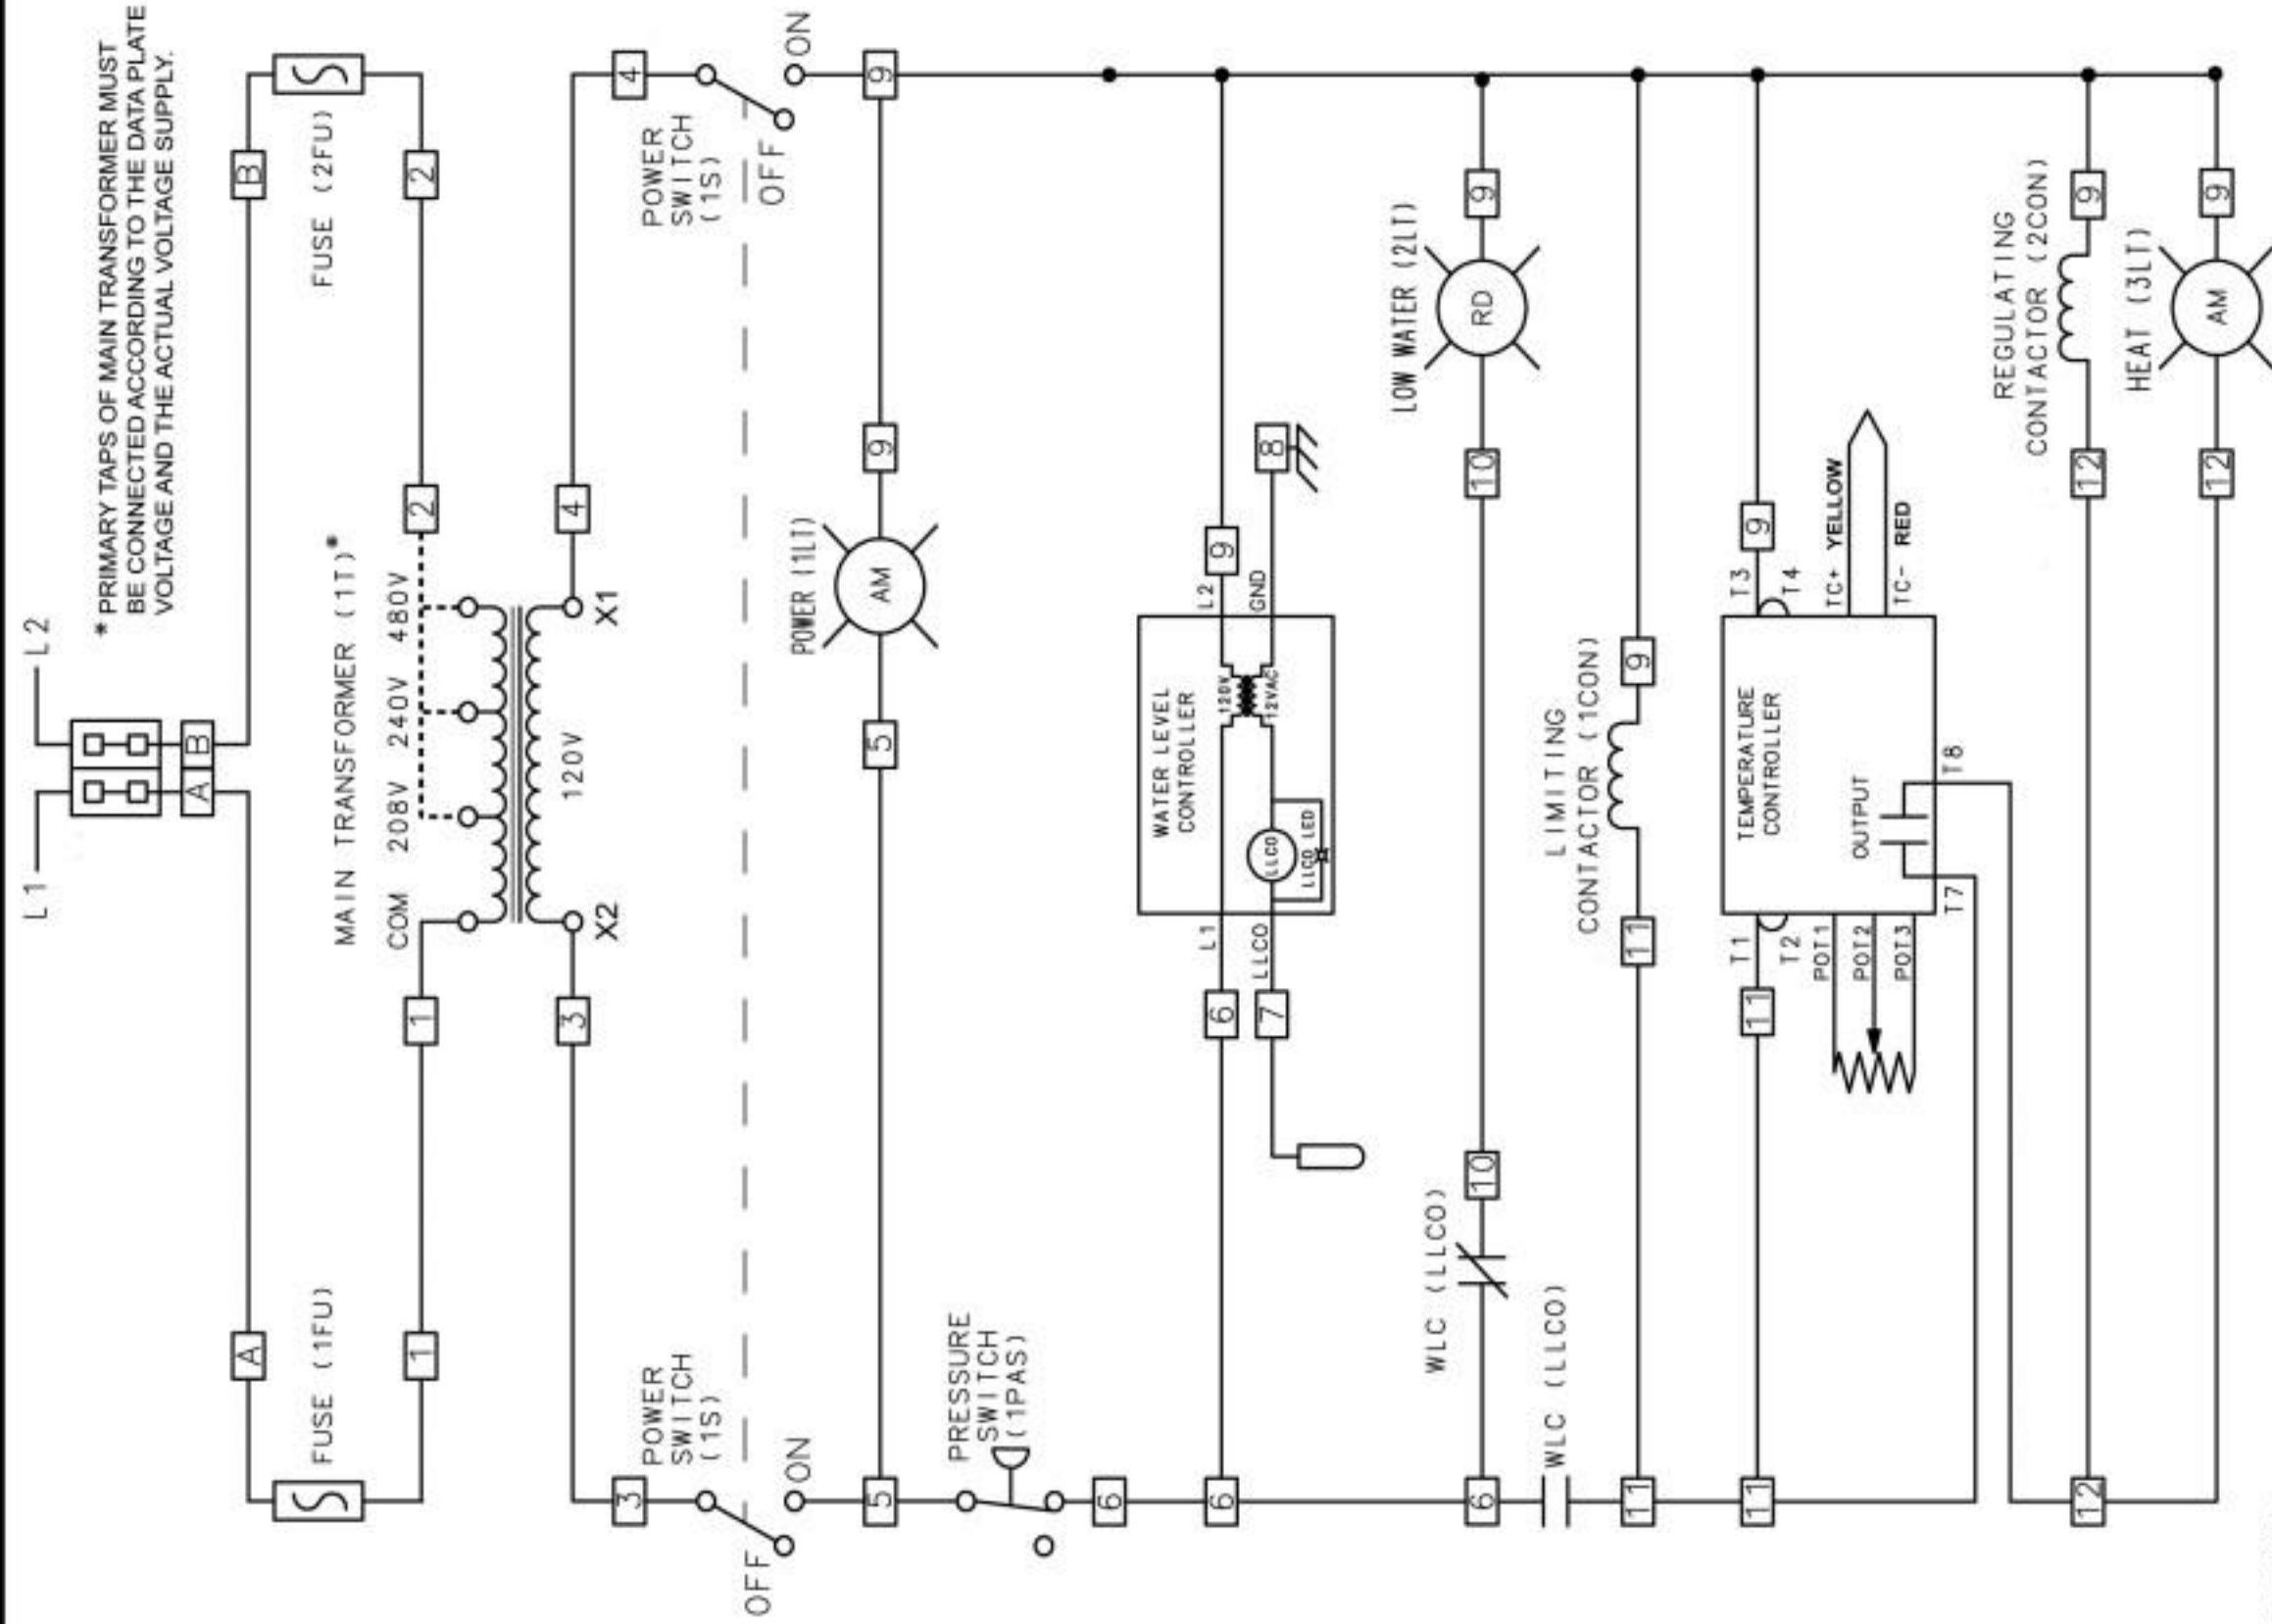 * PRIMARY TAPS OF MAIN TRANSFORMER MUST
BE CONNECTED ACCORDING TO THE DATA PLATE
VOLTAGE AND THE ACTUAL VOLTAGE SUPPLY.
L1
L2
A
B
A
B
FUSE (1FU)
FUSE (2FU)
1
2
MAIN TRANSFORMER (1T)*
COM 208V 240V 480V
1
2
120V
X2
X1
3
4
3
4
POWER
SWITCH
(1S)
POWER
SWITCH
(1S)
OFF
ON
OFF
ON
POWER (1LT)
5
5
AM
9
9
PRESSURE
SWITCH
(1PAS)
6
WATER LEVEL
CONTROLLER
6
6
L1
120V
L2
9
7
LLCO
LLCO
12VAC
GND
8
LLCO LED
LOW WATER (2LT)
WLC (LLCO)
6
10
10
RD
9
WLC (LLCO)
LIMITING
CONTACTOR (1CON)
11
11
9
TEMPERATURE
CONTROLLER
11
11
T1
T3
9
T2
T4
POT1
TC+ YELLOW
POT2
OUTPUT
POT3
TC- RED
T7
T8
REGULATING
CONTACTOR (2CON)
12
12
9
HEAT (3LT)
12
AM
9